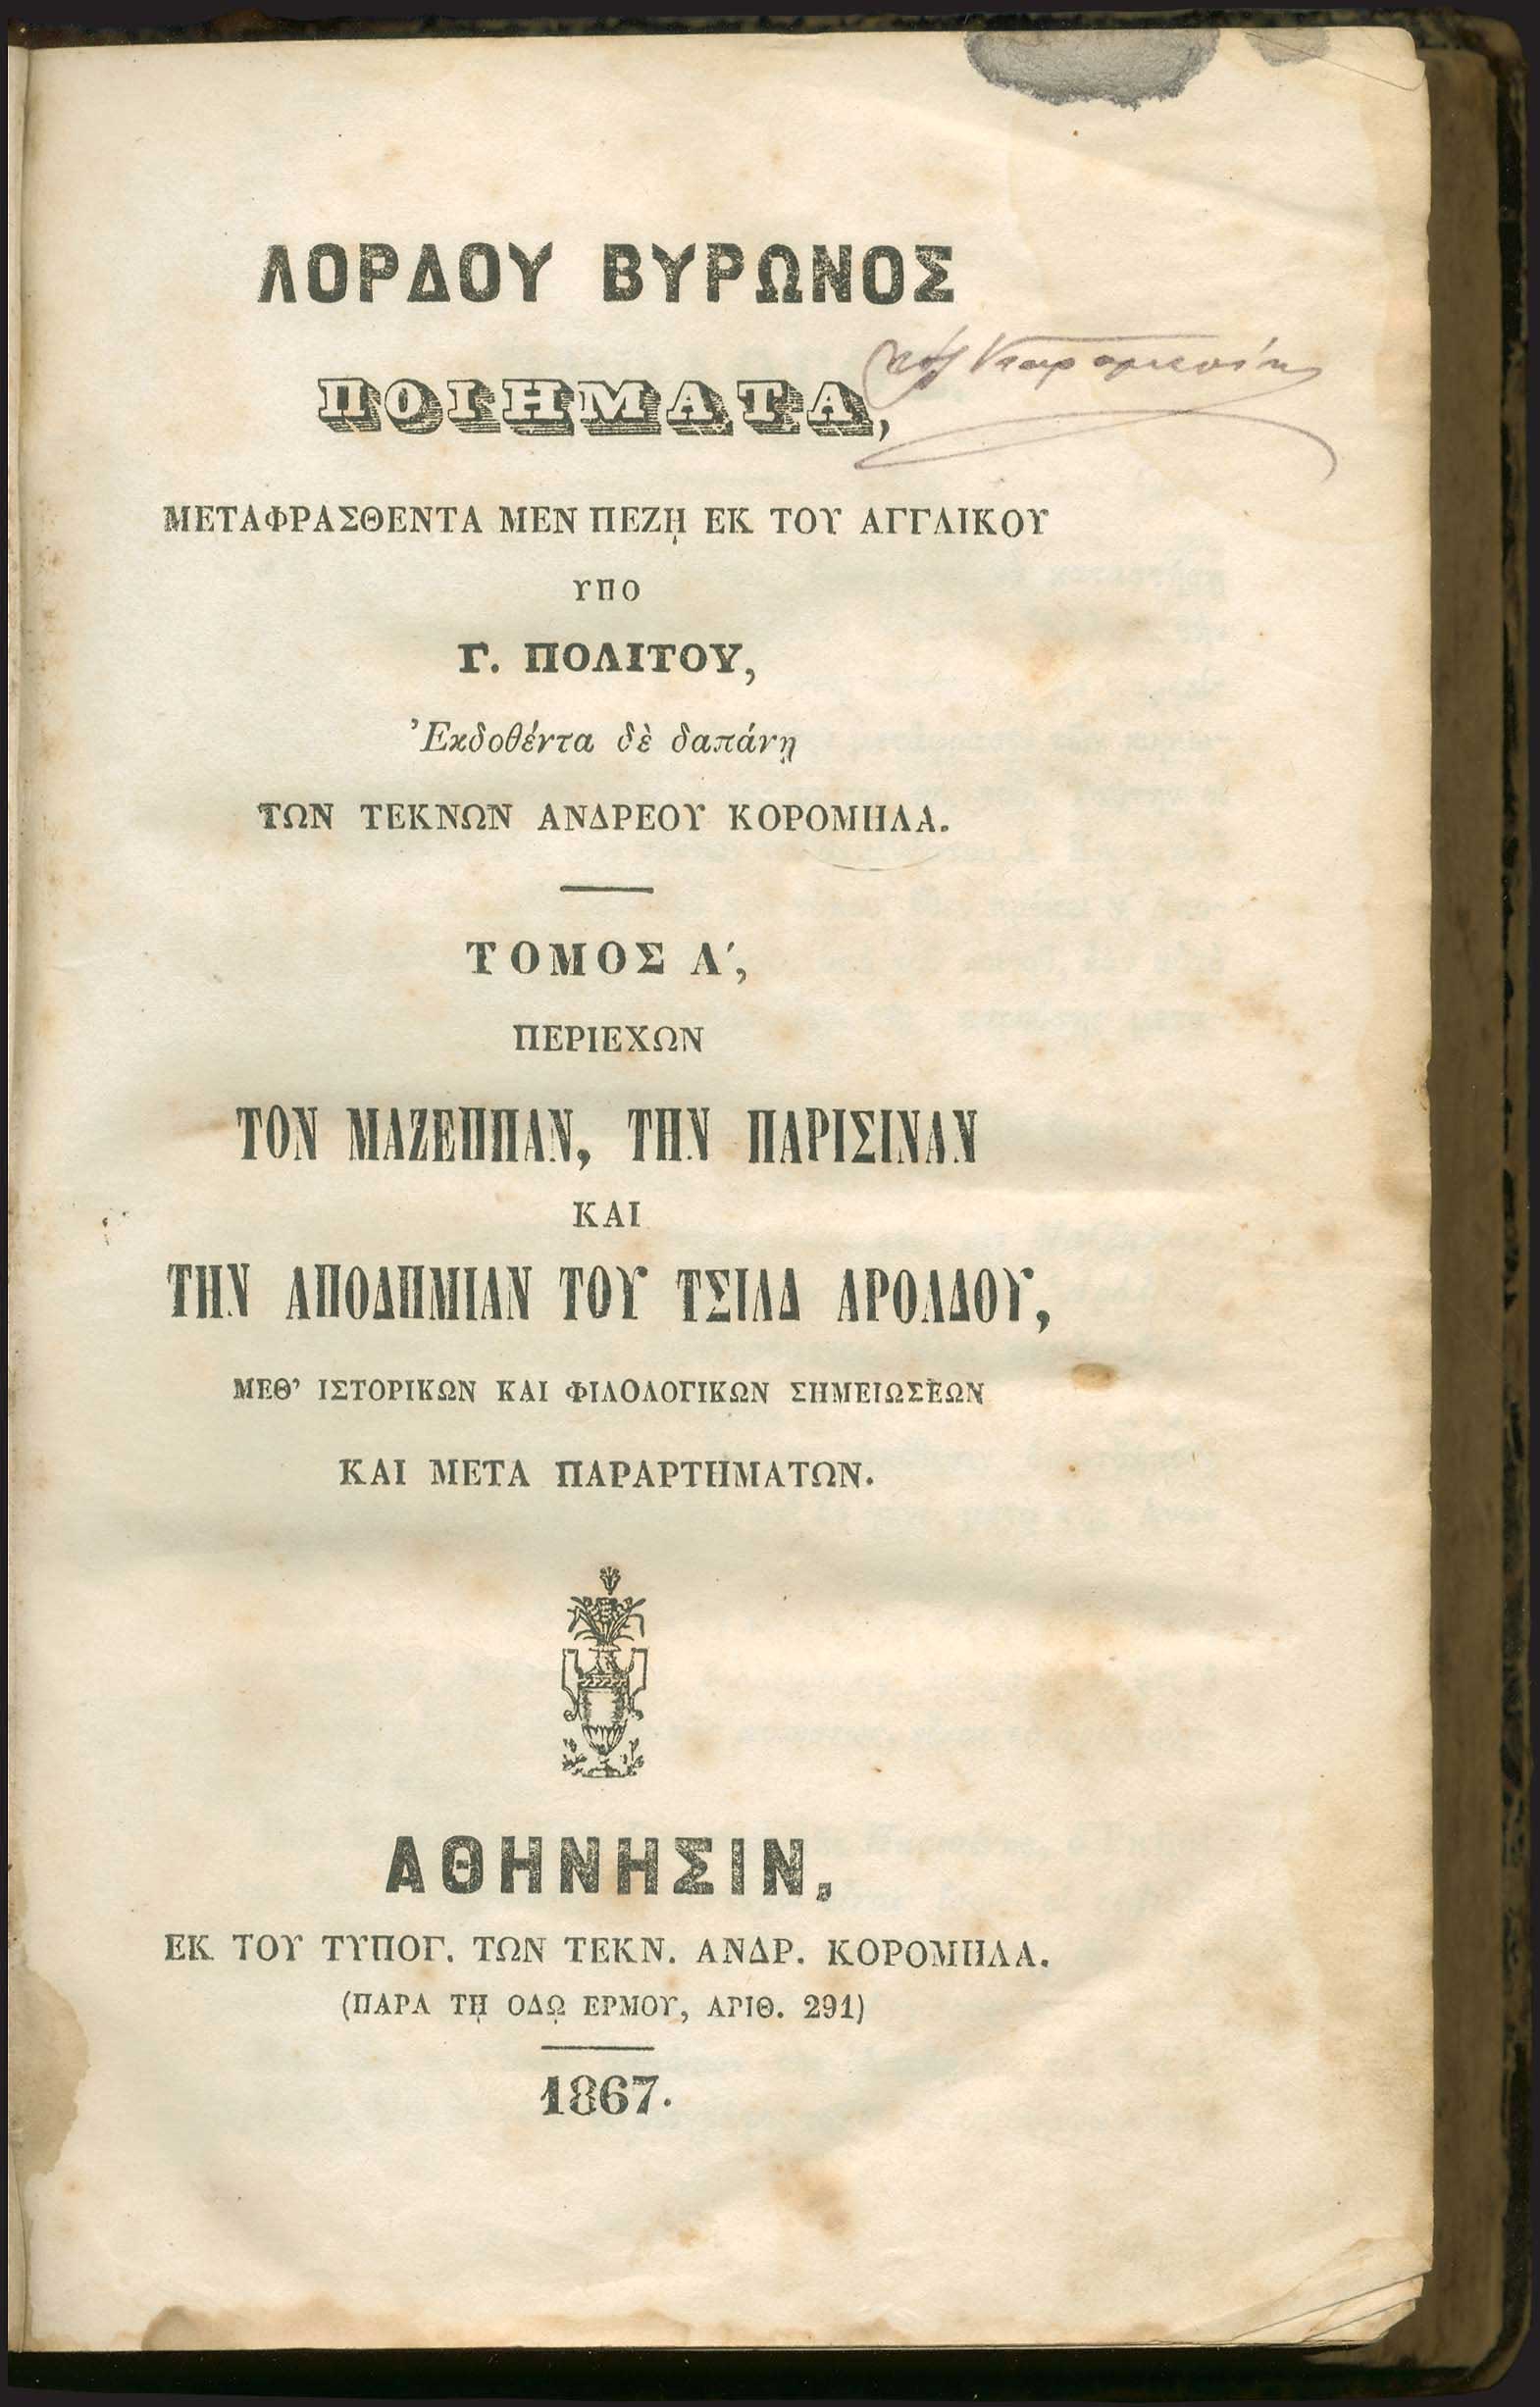 ΛΟΡΔΟΥ ΒΥΡΩΝΟΣ
ΠΟΙΗΜΑΤΑ,
ΜΕΤΑΦΡΑΣΘΕΝΤΑ ΜΕΝ ΠΕΖῌ ΕΚ ΤΟΥ ΑΓΓΛΙΚΟΥ
ΥΠΟ
Γ. ΠΟΛΙΤΟΥ,
Ἐκδοθέντα δὲ δαπάνῃ
ΤΩΝ ΤΕΚΝΩΝ ΑΝΔΡΕΟΥ ΚΟΡΟΜΗΛΑ.
ΤΟΜΟΣ Α΄,
ΠΕΡΙΕΧΩΝ
ΤΟΝ ΜΑΖΕΠΠΑΝ, ΤΗΝ ΠΑΡΙΣΙΝΑΝ
ΚΑΙ
ΤΗΝ ΑΠΟΔΗΜΙΑΝ ΤΟΥ ΤΣΙΛΔ ΑΡΟΛΔΟΥ,
ΜΕΘ' ΙΣΤΟΡΙΚΩΝ ΚΑΙ ΦΙΛΟΛΟΓΙΚΩΝ ΣΗΜΕΙΩΣΕΩΝ
ΚΑΙ ΜΕΤΑ ΠΑΡΑΡΤΗΜΑΤΩΝ.
ΑΘΗΝΗΣΙΝ,
ΕΚ ΤΟΥ ΤΥΠΟΓ. ΤΩΝ ΤΕΚΝ. ΑΝΔΡ. ΚΟΡΟΜΗΛΑ.
(ΠΑΡΑ Τῌ ΟΔῼ ΕΡΜΟΥ, ΑΡΙΘ. 291)
1867.